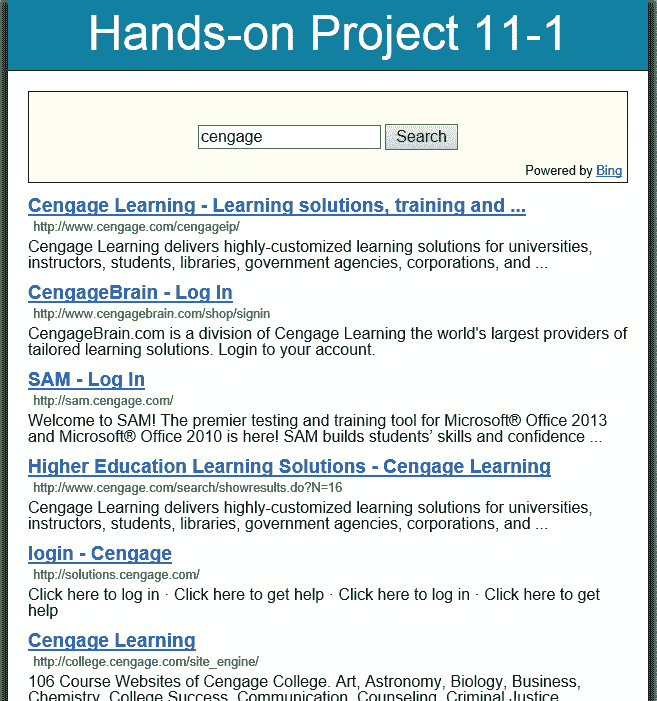 Hands-on Project 11-1
cengage Search
Powered by Bing
Cengage Learning - Learning solutions, training and ...
http://www.cengage.com/cengageip/
Cengage Learning delivers highly-customized learning solutions for universities,
instructors, students, libraries, government agencies, corporations, and ...
CengageBrain - Log In
http://www.cengagebrain.com/shop/signin
CengageBrain.com is a division of Cengage Learning the world's largest providers of
tailored learning solutions. Login to your account.
SAM - Log In
http://sam.cengage.com/
Welcome to SAM! The premier testing and training tool for Microsoft® Office 2013
and Microsoft® Office 2010 is here! SAM builds students’ skills and confidence ...
Higher Education Learning Solutions - Cengage Learning
http://www.cengage.com/search/showresults.do?N=16
Cengage Learning delivers highly-customized learning solutions for universities,
instructors, students, libraries, government agencies, corporations, and ...
login - Cengage
http://solutions.cengage.com/
Click here to log in · Click here to get help · Click here to log in · Click here to get
help
Cengage Learning
http://college.cengage.com/site_engine/
106 Course Websites of Cengage College. Art, Astronomy, Biology, Business,
Chemistry, College Success, Communication, Counseling, Criminal Justice